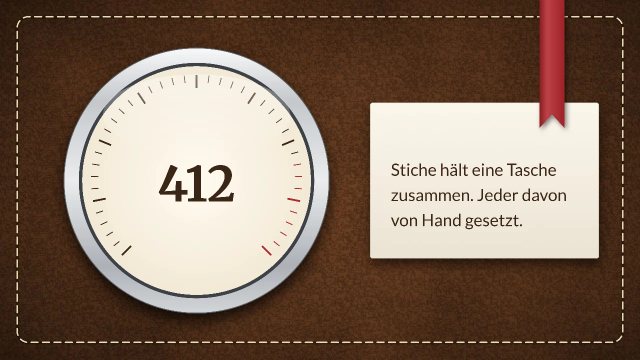 412
Stiche hält eine Tasche
zusammen. Jeder davon
von Hand gesetzt.